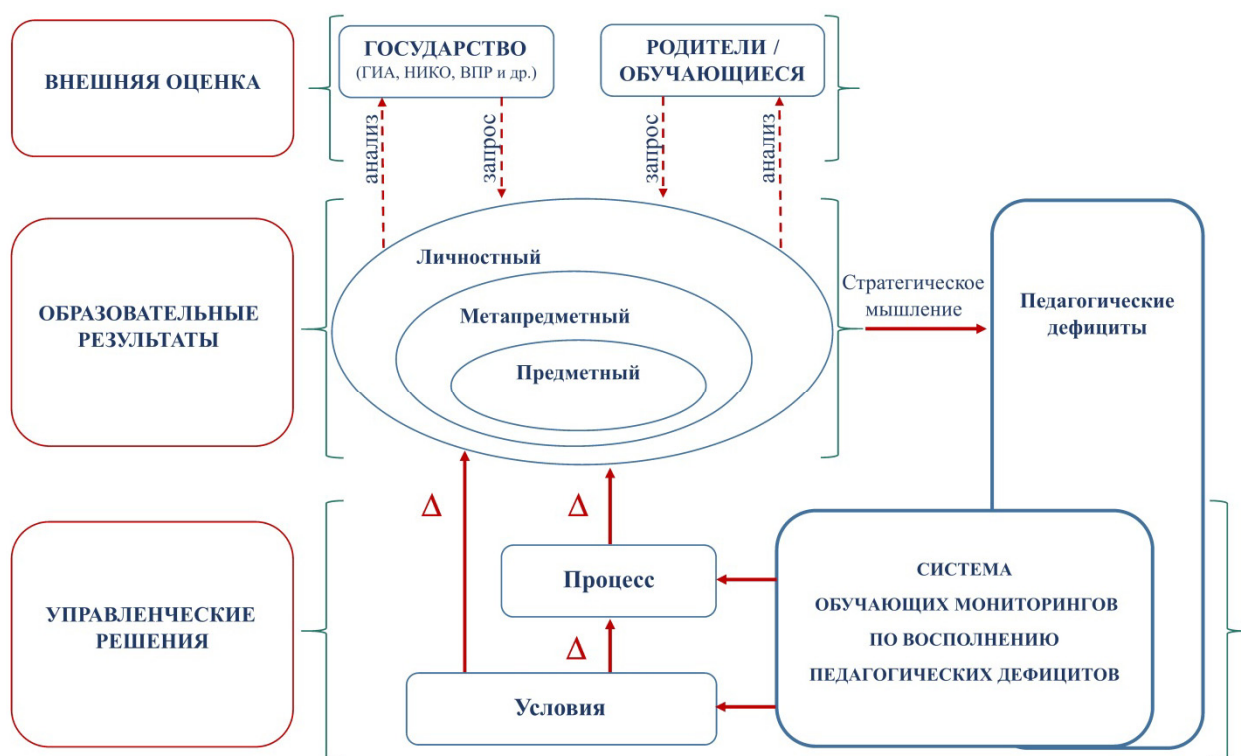 ВНЕШНЯЯ ОЦЕНКА
ГОСУДАРСТВО
(ГИА, НИКО, ВПР и др.)
РОДИТЕЛИ /
ОБУЧАЮЩИЕСЯ
анализ
запрос
запрос
анализ
ОБРАЗОВАТЕЛЬНЫЕ
РЕЗУЛЬТАТЫ
Личностный
Метапредметный
Предметный
Стратегическое
мышление
Педагогические
дефициты
УПРАВЛЕНЧЕСКИЕ
РЕШЕНИЯ
Δ
Δ
Процесс
Δ
Условия
СИСТЕМА
ОБУЧАЮЩИХ МОНИТОРИНГОВ
ПО ВОСПОЛНЕНИЮ
ПЕДАГОГИЧЕСКИХ ДЕФИЦИТОВ